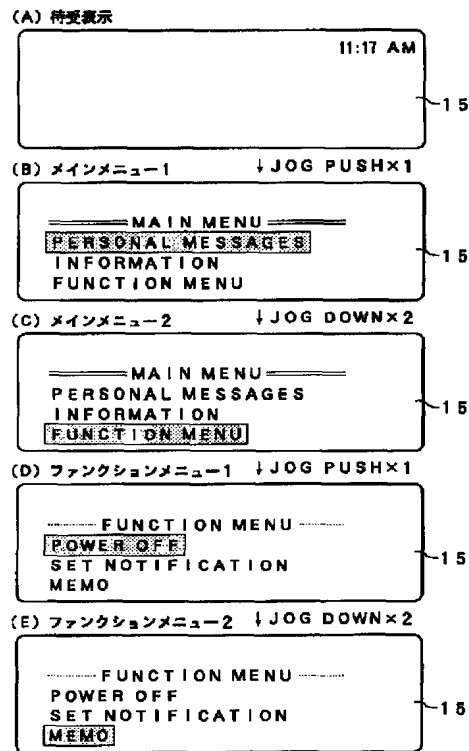 (A) 待受表示
11:17 AM
15
(B) メインメニュー1 ↓JOG PUSH×1
MAIN MENU
PERSONAL MESSAGES
INFORMATION
FUNCTION MENU
15
(C) メインメニュー2 ↓JOG DOWN×2
MAIN MENU
PERSONAL MESSAGES
INFORMATION
FUNCTION MENU
15
(D) ファンクションメニュー1 ↓JOG PUSH×1
FUNCTION MENU
POWER OFF
SET NOTIFICATION
MEMO
15
(E) ファンクションメニュー2 ↓JOG DOWN×2
FUNCTION MENU
POWER OFF
SET NOTIFICATION
MEMO
15